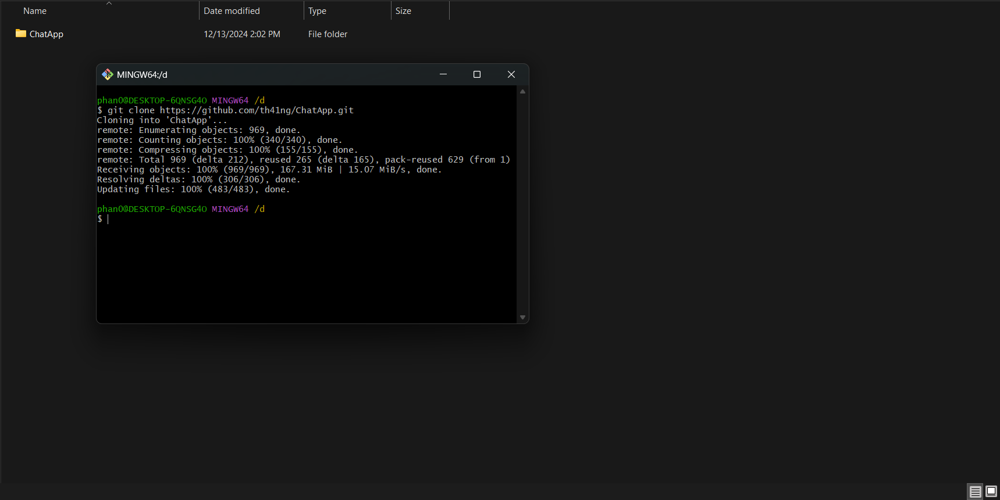 Name Date modified Type Size
ChatApp 12/13/2024 2:02 PM File folder
MINGW64:/d
phan0@DESKTOP-6QNSG4O MINGW64 /d
$ git clone https://github.com/th41ng/ChatApp.git
Cloning into 'ChatApp'...
remote: Enumerating objects: 969, done.
remote: Counting objects: 100% (340/340), done.
remote: Compressing objects: 100% (155/155), done.
remote: Total 969 (delta 212), reused 265 (delta 165), pack-reused 629 (from 1)
Receiving objects: 100% (969/969), 167.31 MiB | 15.07 MiB/s, done.
Resolving deltas: 100% (306/306), done.
Updating files: 100% (483/483), done.
phan0@DESKTOP-6QNSG4O MINGW64 /d
$